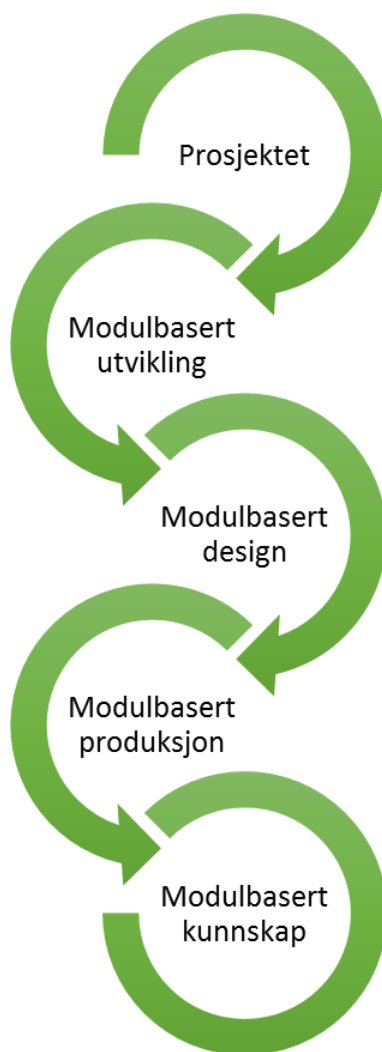 Prosjektet
Modulbasert
utvikling
Modulbasert
design
Modulbasert
produksjon
Modulbasert
kunnskap